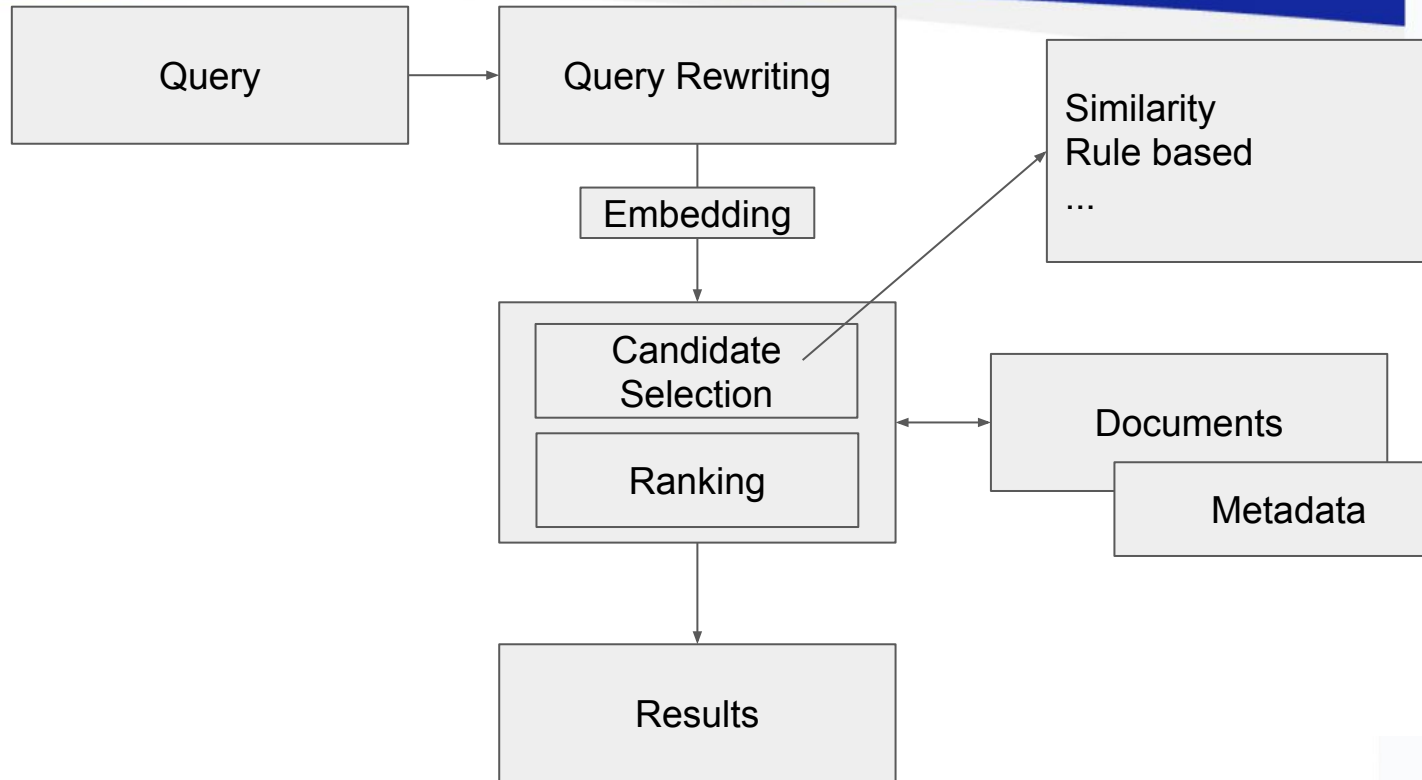 Query
Query Rewriting
Similarity
Rule based
...
Embedding
Candidate
Selection
Ranking
Documents
Metadata
Results